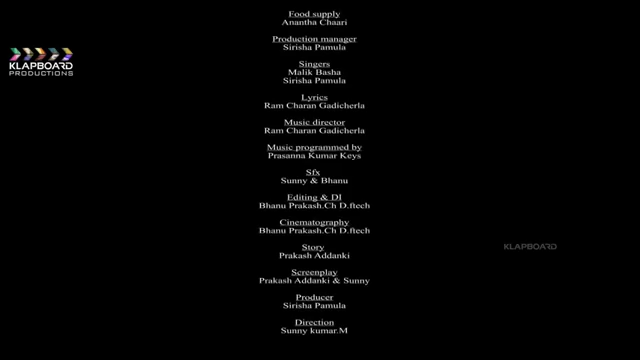 Food supply
Anantha Chaari
Production manager
Sirisha Pamula
Singers
Malik Basha
Sirisha Pamula
Lyrics
Ram Charan Gadicherla
Music director
Ram Charan Gadicherla
Music programmed by
Prasanna Kumar Keys
Sfx
Sunny & Bhanu
Editing & DI
Bhanu Prakash.Ch D.ftech
Cinematography
Bhanu Prakash.Ch D.ftech
Story
Prakash Addanki
Screenplay
Prakash Addanki & Sunny
Producer
Sirisha Pamula
Direction
Sunny kumar.M
KLAPBOARD
PRODUCTIONS
KLAPBOARD